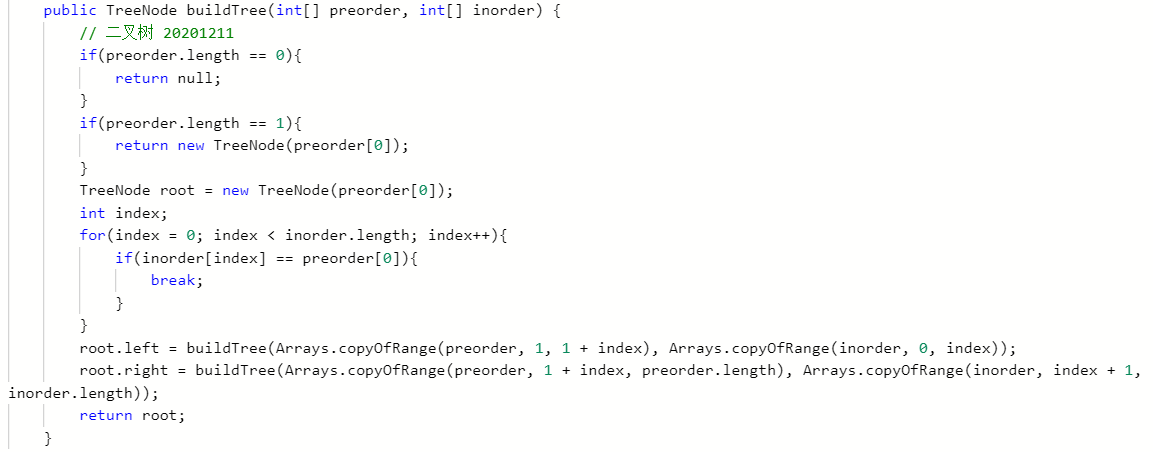 public TreeNode buildTree(int[] preorder, int[] inorder) {
// 二叉树 20201211
if(preorder.length == 0){
return null;
}
if(preorder.length == 1){
return new TreeNode(preorder[0]);
}
TreeNode root = new TreeNode(preorder[0]);
int index;
for(index = 0; index < inorder.length; index++){
if(inorder[index] == preorder[0]){
break;
}
}
root.left = buildTree(Arrays.copyOfRange(preorder, 1, 1 + index), Arrays.copyOfRange(inorder, 0, index));
root.right = buildTree(Arrays.copyOfRange(preorder, 1 + index, preorder.length), Arrays.copyOfRange(inorder, index + 1,
inorder.length));
return root;
}